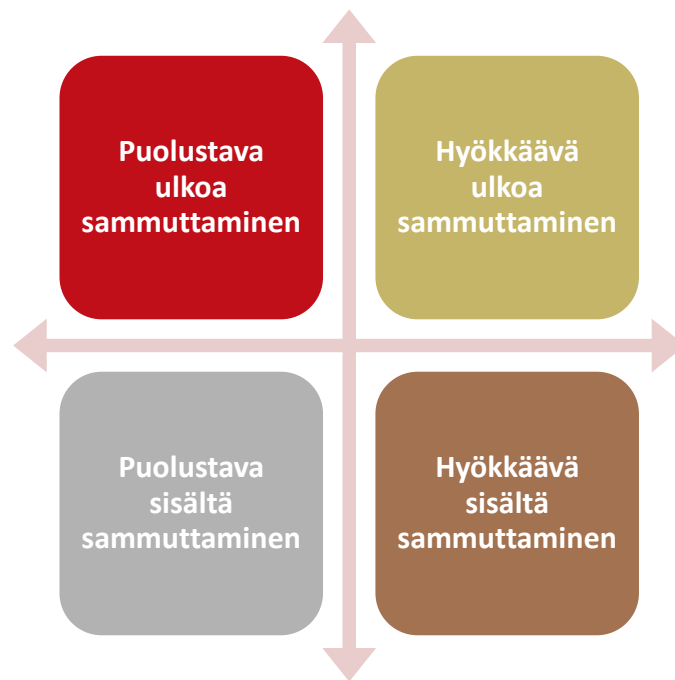 Puolustava
ulkoa
sammuttaminen
Hyökkäävä
ulkoa
sammuttaminen
Puolustava
sisältä
sammuttaminen
Hyökkäävä
sisältä
sammuttaminen